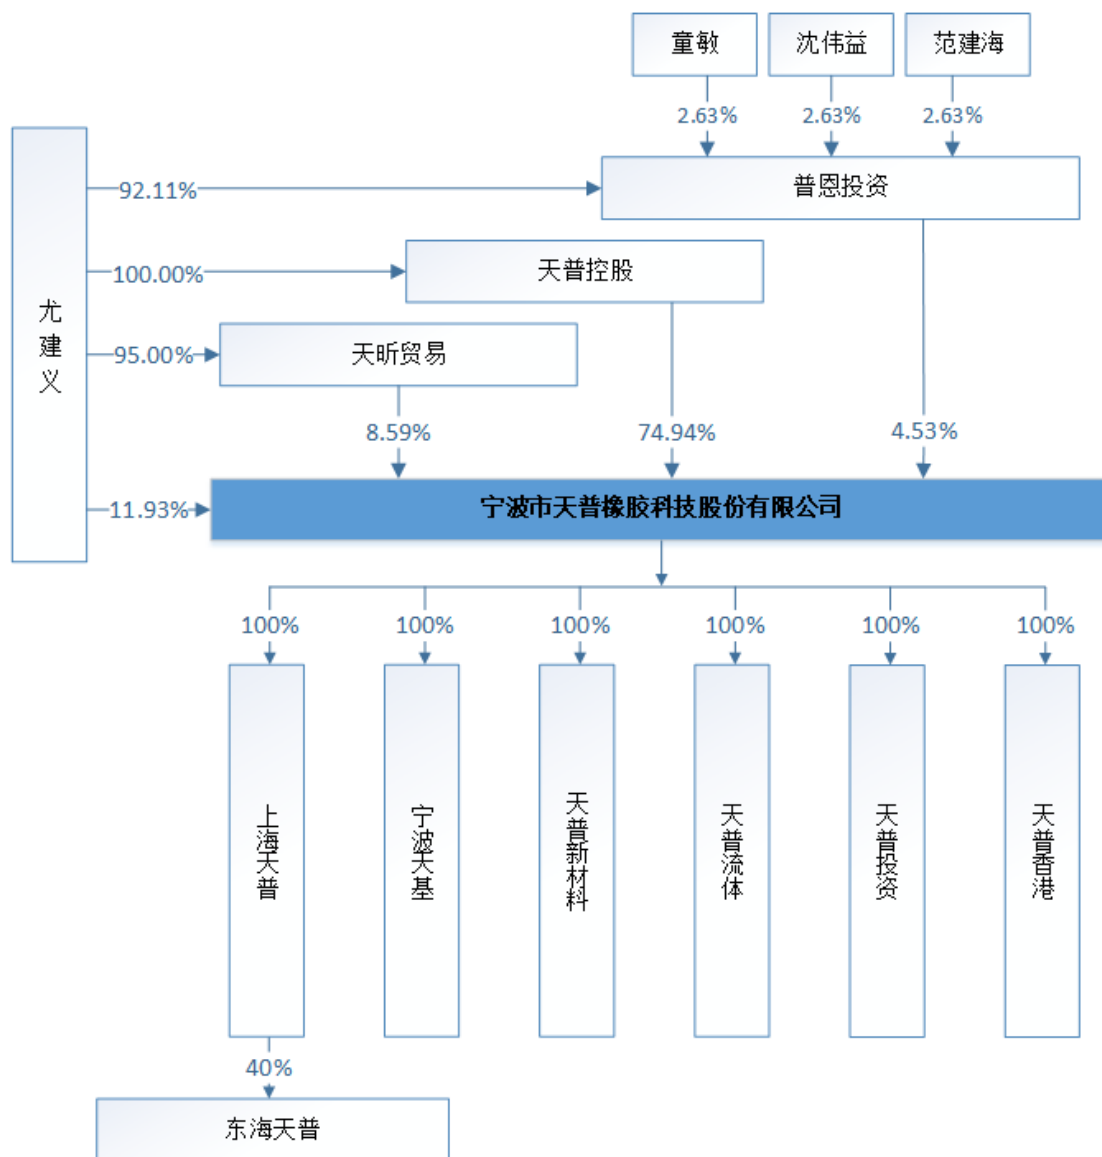 童敏
沈伟益
范建海
2.63%
2.63%
2.63%
普恩投资
92.11%
天普控股
100.00%
尤建义
天昕贸易
95.00%
8.59%
74.94%
4.53%
宁波市天普橡胶科技股份有限公司
11.93%
100%
100%
100%
100%
100%
100%
上海天普
宁波天基
天普新材料
天普流体
天普投资
天普香港
40%
东海天普